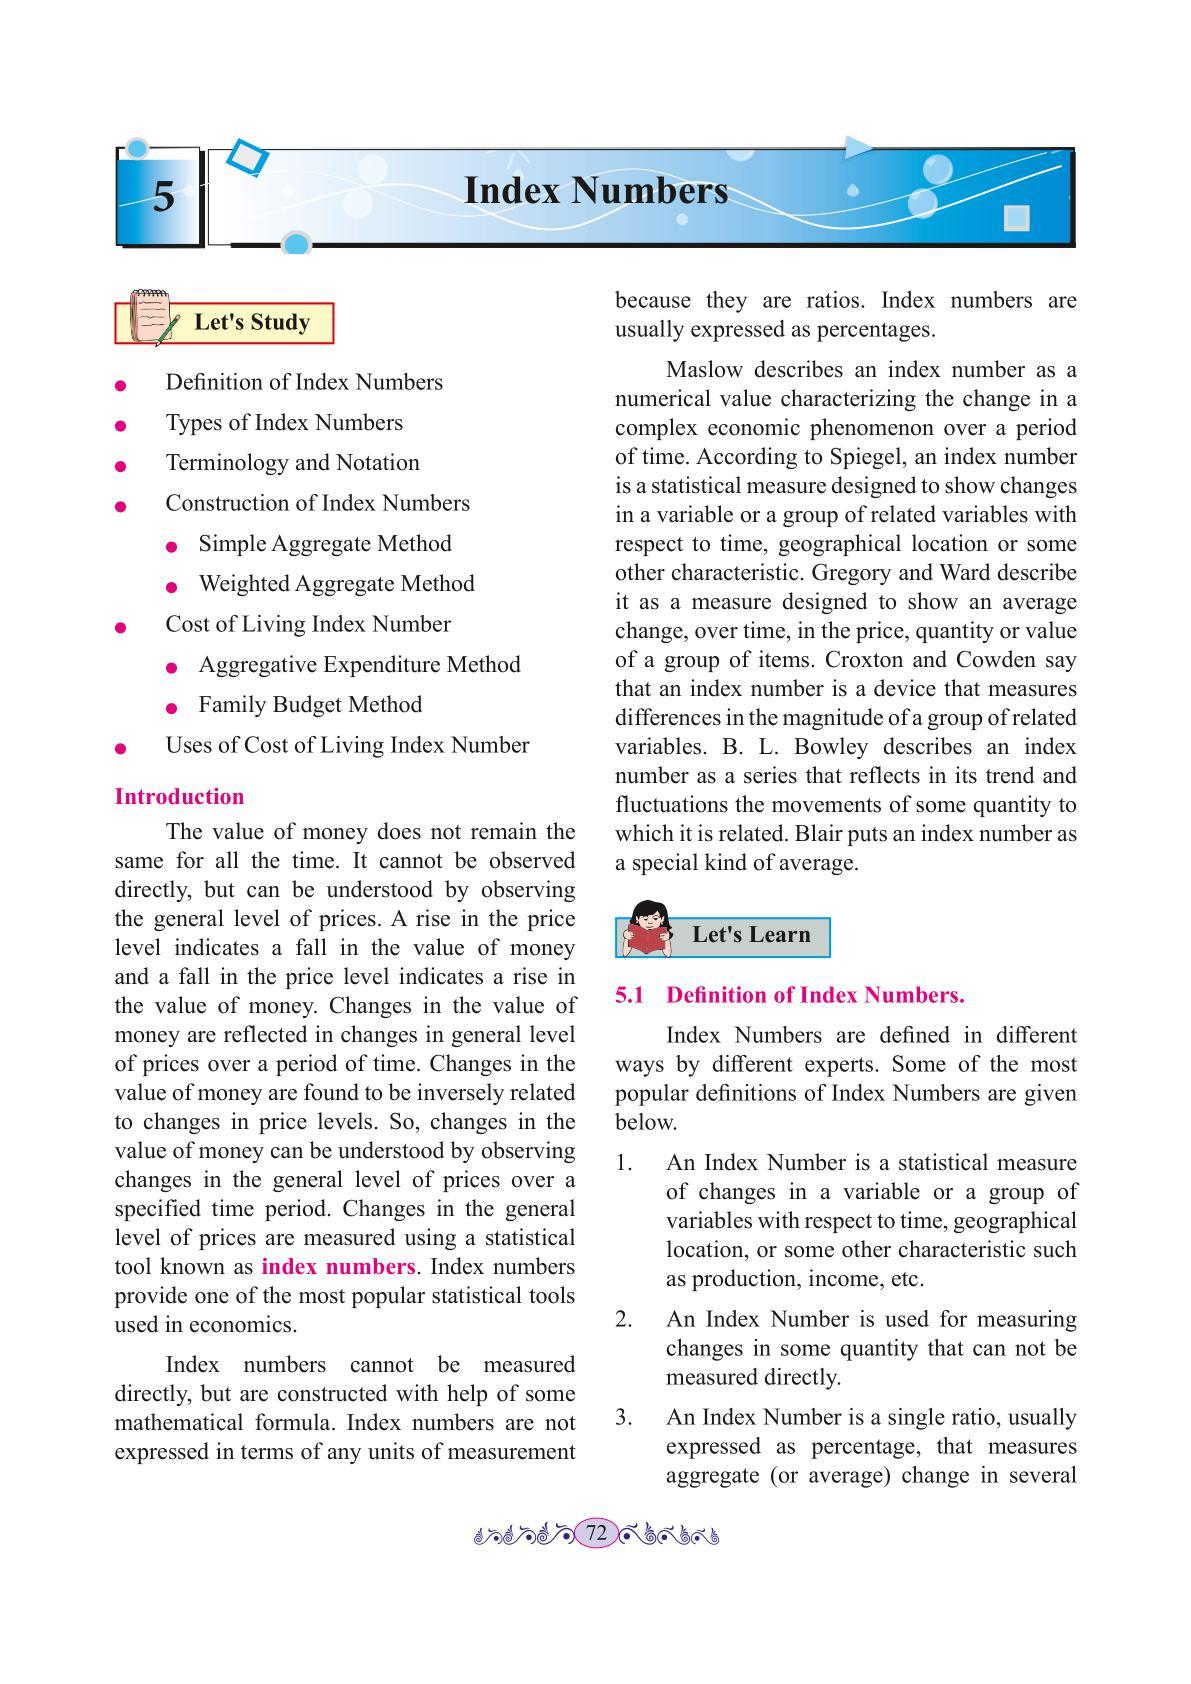 5
Index Numbers
Let's Study
● Definition of Index Numbers
● Types of Index Numbers
● Terminology and Notation
● Construction of Index Numbers
● Simple Aggregate Method
● Weighted Aggregate Method
● Cost of Living Index Number
● Aggregative Expenditure Method
● Family Budget Method
● Uses of Cost of Living Index Number
Introduction
The value of money does not remain the
same for all the time. It cannot be observed
directly, but can be understood by observing
the general level of prices. A rise in the price
level indicates a fall in the value of money
and a fall in the price level indicates a rise in
the value of money. Changes in the value of
money are reflected in changes in general level
of prices over a period of time. Changes in the
value of money are found to be inversely related
to changes in price levels. So, changes in the
value of money can be understood by observing
changes in the general level of prices over a
specified time period. Changes in the general
level of prices are measured using a statistical
tool known as index numbers. Index numbers
provide one of the most popular statistical tools
used in economics.
Index numbers cannot be measured
directly, but are constructed with help of some
mathematical formula. Index numbers are not
expressed in terms of any units of measurement
because they are ratios. Index numbers are
usually expressed as percentages.
Maslow describes an index number as a
numerical value characterizing the change in a
complex economic phenomenon over a period
of time. According to Spiegel, an index number
is a statistical measure designed to show changes
in a variable or a group of related variables with
respect to time, geographical location or some
other characteristic. Gregory and Ward describe
it as a measure designed to show an average
change, over time, in the price, quantity or value
of a group of items. Croxton and Cowden say
that an index number is a device that measures
differences in the magnitude of a group of related
variables. B. L. Bowley describes an index
number as a series that reflects in its trend and
fluctuations the movements of some quantity to
which it is related. Blair puts an index number as
a special kind of average.
Let's Learn
5.1 Definition of Index Numbers.
Index Numbers are defined in different
ways by different experts. Some of the most
popular definitions of Index Numbers are given
below.
1. An Index Number is a statistical measure
of changes in a variable or a group of
variables with respect to time, geographical
location, or some other characteristic such
as production, income, etc.
2. An Index Number is used for measuring
changes in some quantity that can not be
measured directly.
3. An Index Number is a single ratio, usually
expressed as percentage, that measures
aggregate (or average) change in several
72